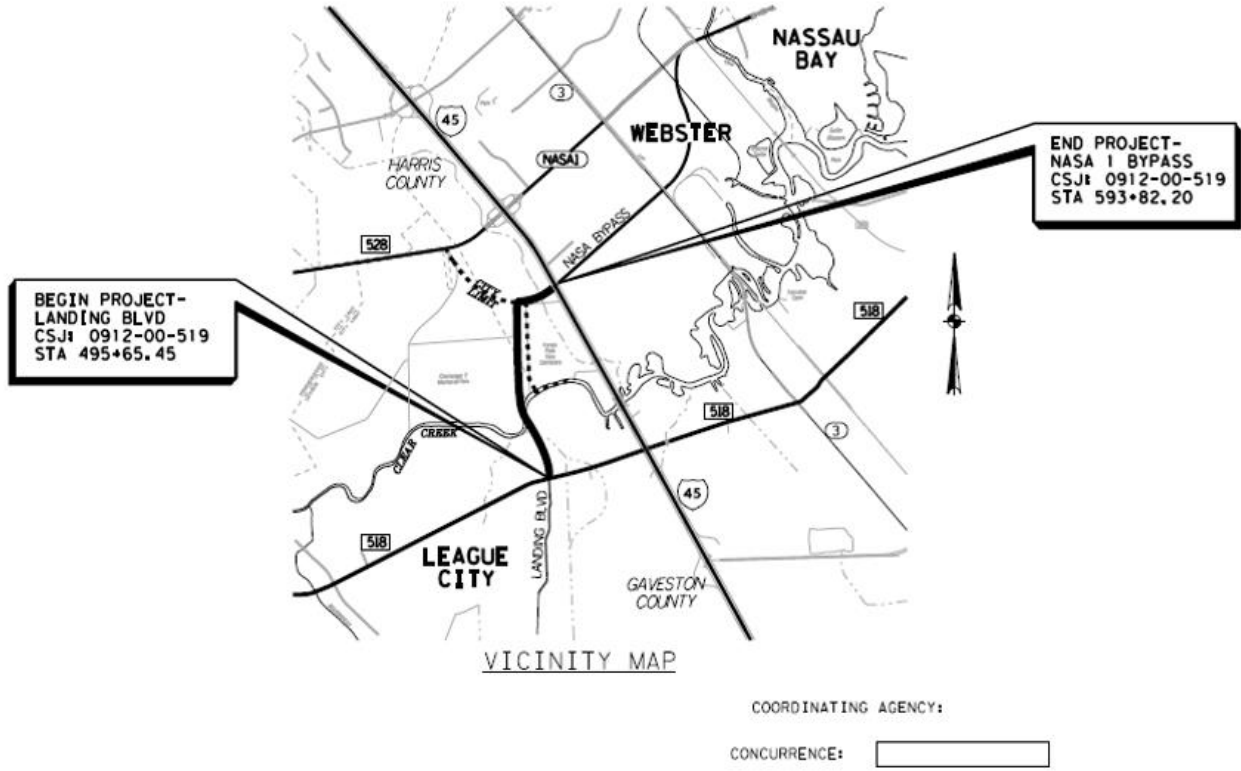 NASSAU
BAY
3
WEBSTER
45
NASA1
HARRIS
COUNTY
END PROJECT-
NASA 1 BYPASS
CSJ: 0912-00-519
STA 593+82.20
528
NASA BYPASS
CITY
LIMIT
BEGIN PROJECT-
LANDING BLVD
CSJ: 0912-00-519
STA 495+65.45
518
518
CLEAR CREEK
3
45
LANDING BLVD
518
LEAGUE
CITY
GAVESTON
COUNTY
VICINITY MAP
COORDINATING AGENCY:
CONCURRENCE: